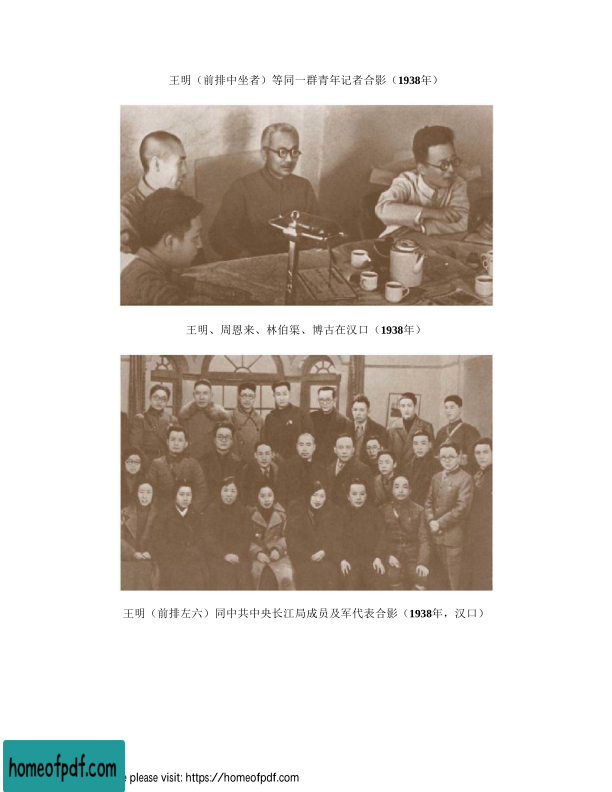 王明（前排中坐者）等同一群青年记者合影（1938年）
王明、周恩来、林伯渠、博古在汉口（1938年）
王明（前排左六）同中共中央长江局成员及军代表合影（1938年，汉口）
homeofpdf.com
e please visit: https://homeofpdf.com